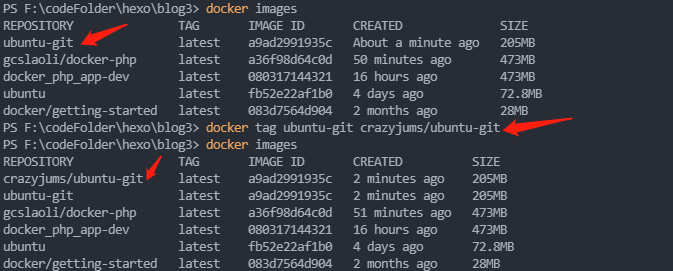 PS F:\codeFolder\hexo\blog3> docker images
REPOSITORY TAG IMAGE ID CREATED SIZE
ubuntu-git latest a9ad2991935c About a minute ago 205MB
gcslaoli/docker-php latest a36f98d64c0d 50 minutes ago 473MB
docker_php_app-dev latest 080317144321 16 hours ago 473MB
ubuntu latest fb52e22af1b0 4 days ago 72.8MB
docker/getting-started latest 083d7564d904 2 months ago 28MB
PS F:\codeFolder\hexo\blog3> docker tag ubuntu-git crazyjums/ubuntu-git
PS F:\codeFolder\hexo\blog3> docker images
REPOSITORY TAG IMAGE ID CREATED SIZE
crazyjums/ubuntu-git latest a9ad2991935c 2 minutes ago 205MB
ubuntu-git latest a9ad2991935c 2 minutes ago 205MB
gcslaoli/docker-php latest a36f98d64c0d 51 minutes ago 473MB
docker_php_app-dev latest 080317144321 16 hours ago 473MB
ubuntu latest fb52e22af1b0 4 days ago 72.8MB
docker/getting-started latest 083d7564d904 2 months ago 28MB